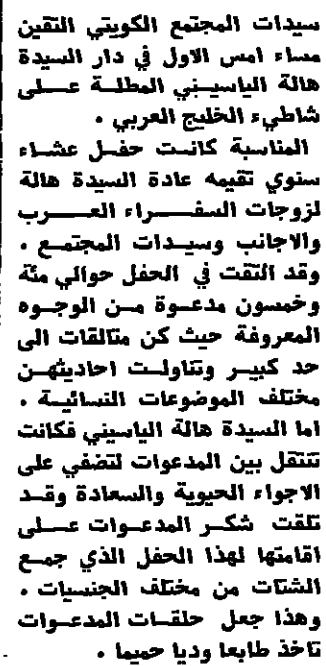 سيدات المجتمع الكويتي التقين
مساء امس الاول في دار السيدة
هالة الياسيني المطلة على
شاطيء الخليج العربي .
المناسبة كانت حفل عشاء
سنوي تقيمه عادة السيدة هالة
لزوجات السفراء العرب
والاجانب وسيدات المجتمع .
وقد التقت في الحفل حوالي مئة
وخمسون مدعوة من الوجوه
المعروفة حيث كن متالقات الى
حد كبير وتناولت احاديثهن
مختلف الموضوعات النسائية .
اما السيدة هالة الياسيني فكانت
تتنقل بين المدعوات لتضفي على
الاجواء الحيوية والسعادة وقد
تلقت شكر المدعوات على
اقامتها لهذا الحفل الذي جمع
الشتات من مختلف الجنسيات .
وهذا جعل حلقات المدعوات
تاخذ طابعا وديا حميما .